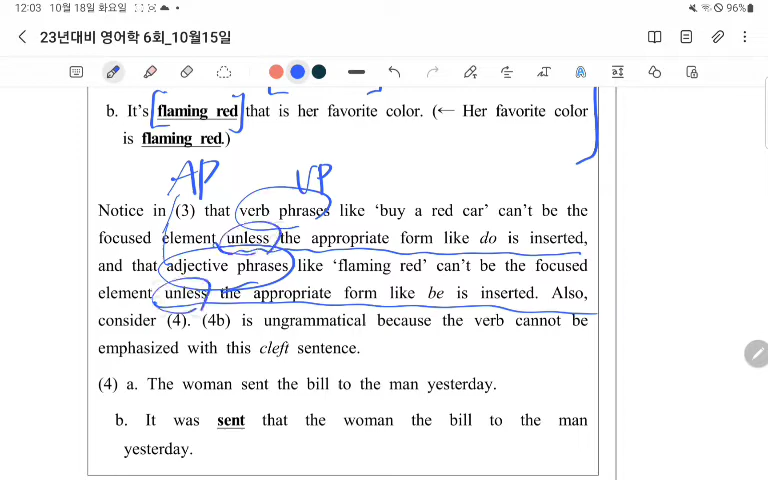 12:03 10월 18일 화요일
96%
23년대비 영어학 6회_10월15일
b. It's flaming red that is her favorite color. (← Her favorite color
is flaming red.)
AP VP
Notice in (3) that verb phrases like ‘buy a red car’ can't be the
focused element unless the appropriate form like do is inserted,
and that adjective phrases like ‘flaming red’ can't be the focused
element unless the appropriate form like be is inserted. Also,
consider (4). (4b) is ungrammatical because the verb cannot be
emphasized with this cleft sentence.
(4) a. The woman sent the bill to the man yesterday.
b. It was sent that the woman the bill to the man
yesterday.